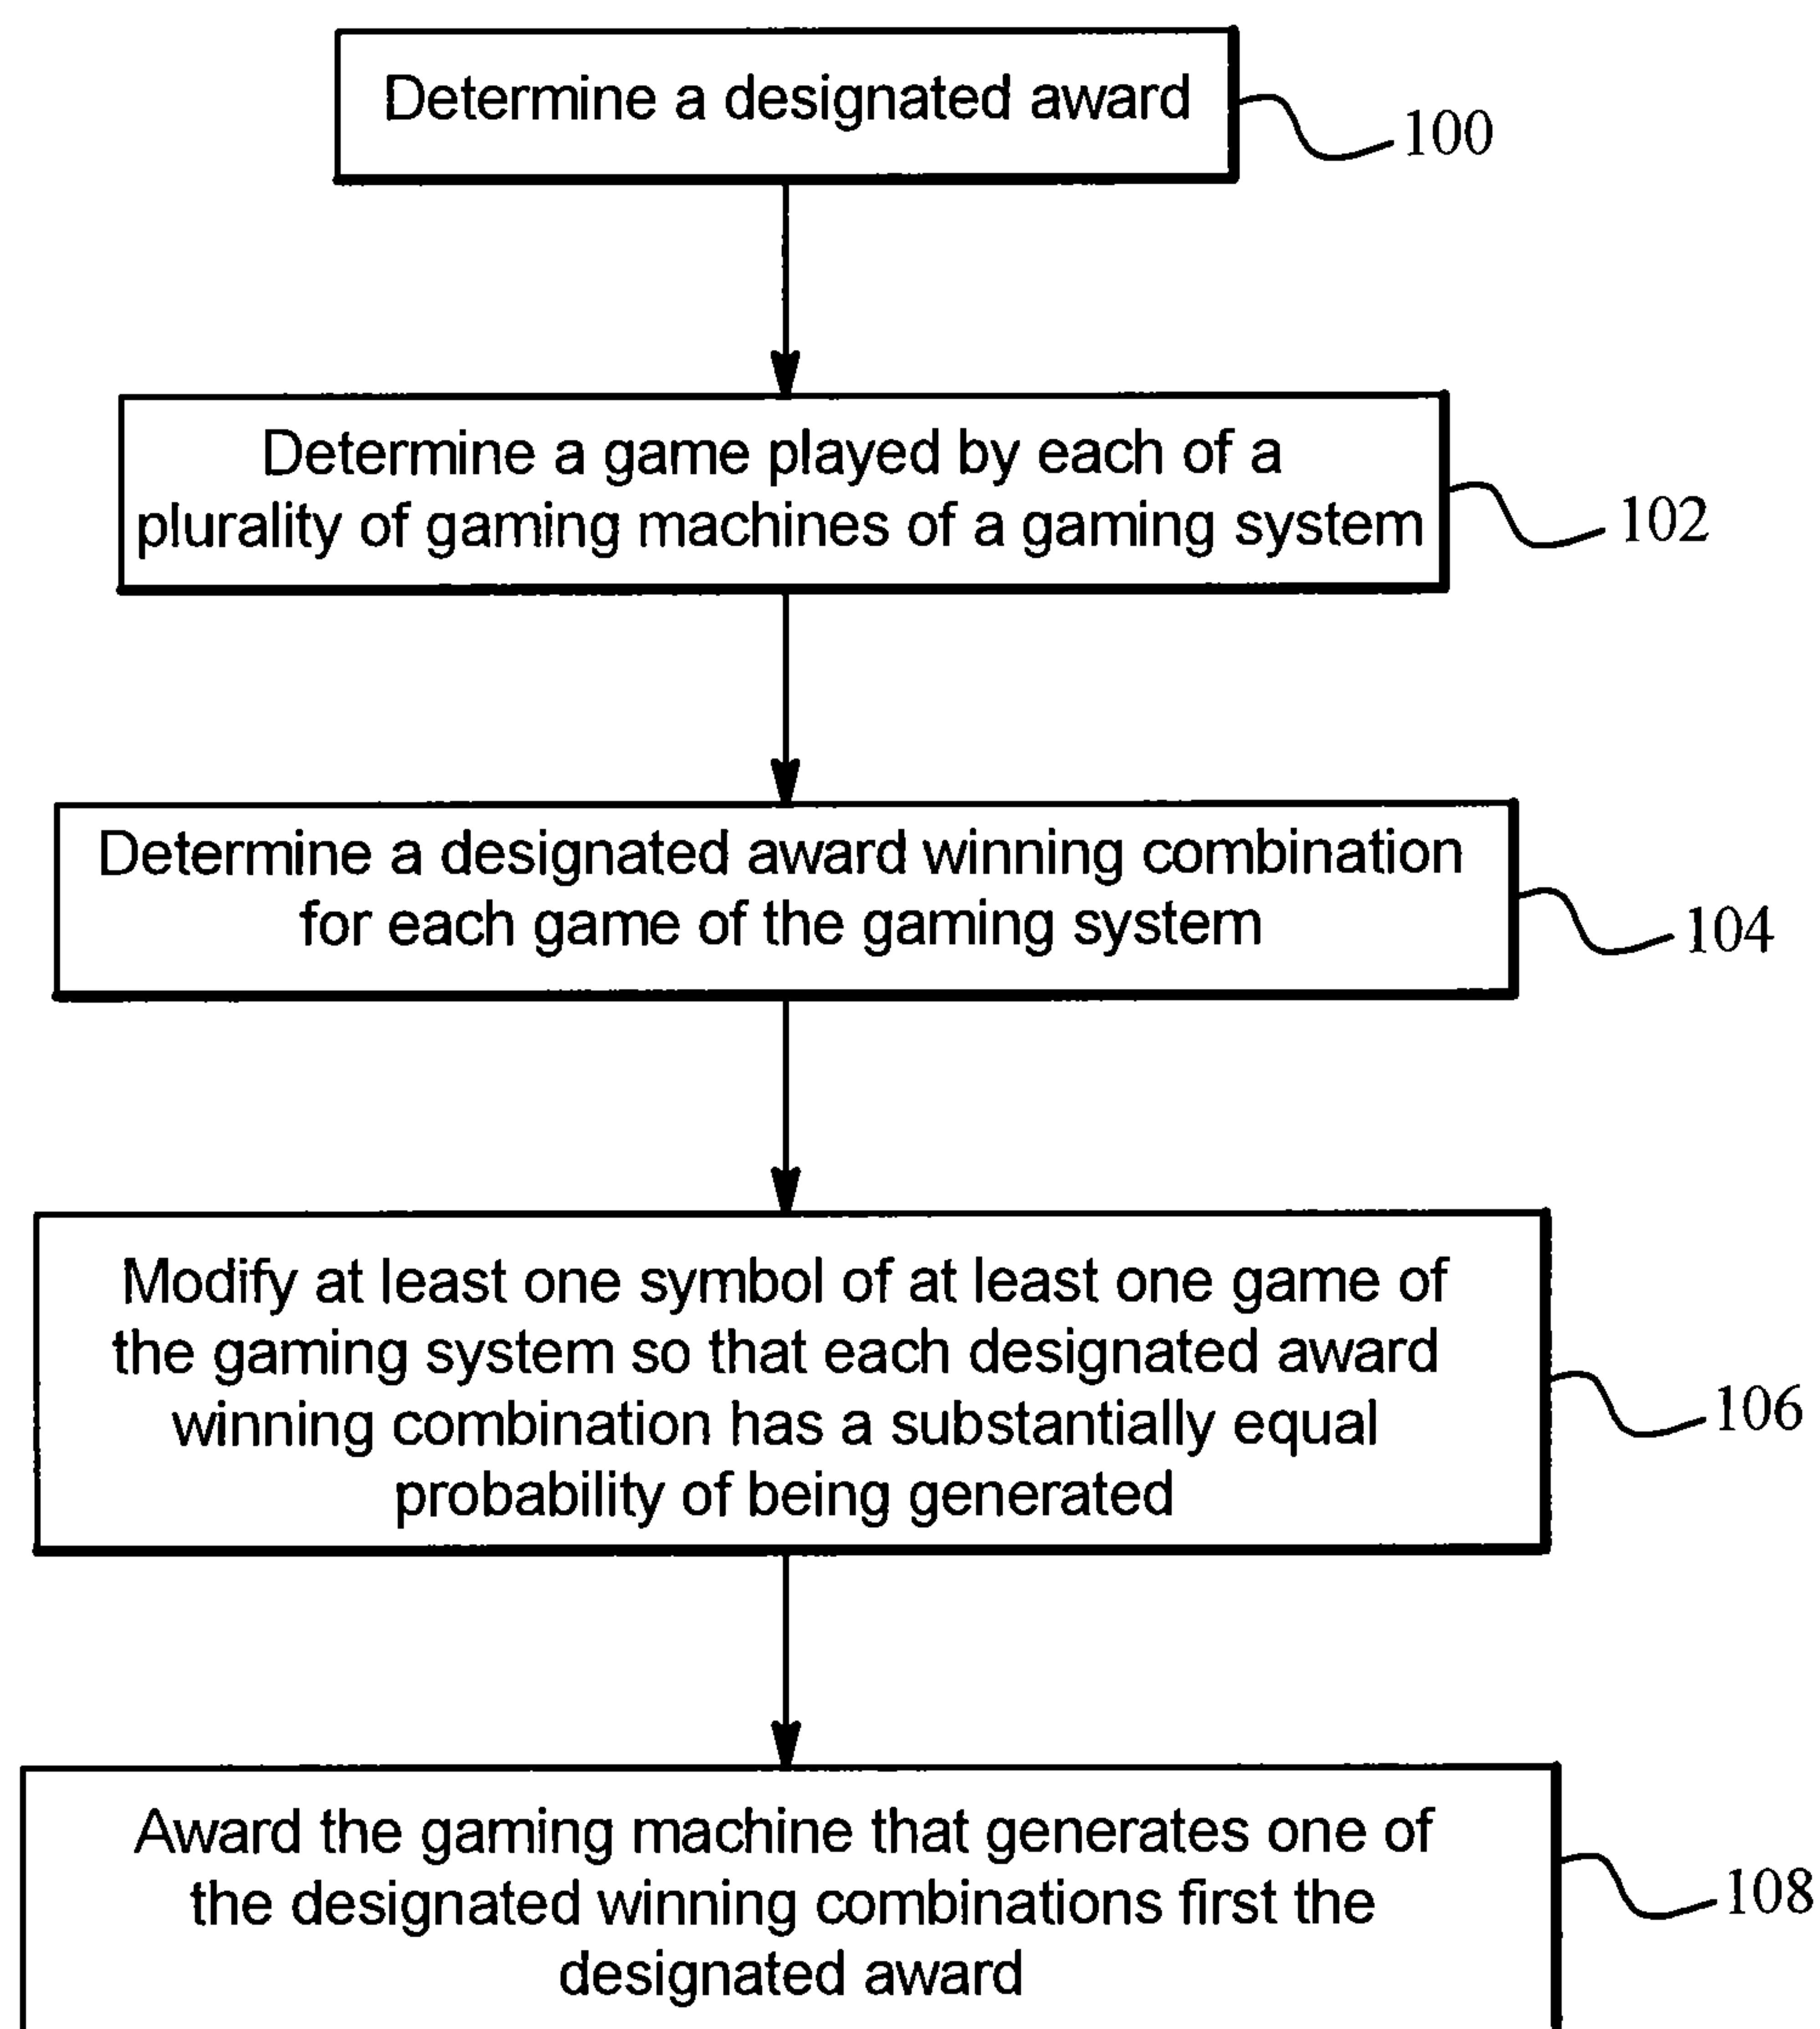 Determine a designated award
100
Determine a game played by each of a
plurality of gaming machines of a gaming system
102
Determine a designated award winning combination
for each game of the gaming system
104
Modify at least one symbol of at least one game of
the gaming system so that each designated award
winning combination has a substantially equal
probability of being generated
106
Award the gaming machine that generates one of
the designated winning combinations first the
designated award
108